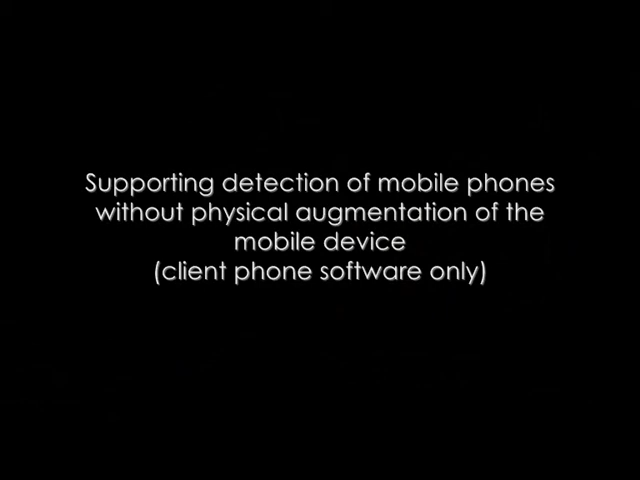 Supporting detection of mobile phones
without physical augmentation of the
mobile device
(client phone software only)